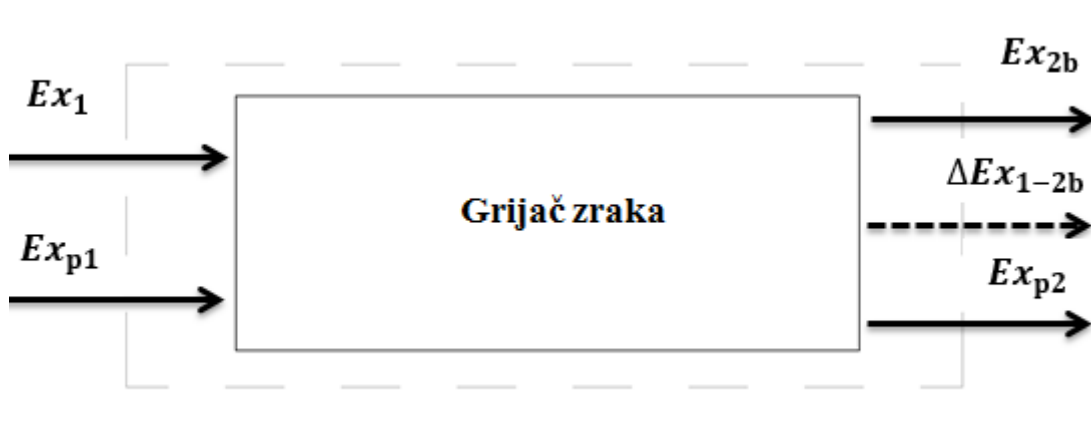 Ex₂b
Ex₁
ΔEx₁₋₂b
Grijač zraka
Exp₁
Exp₂